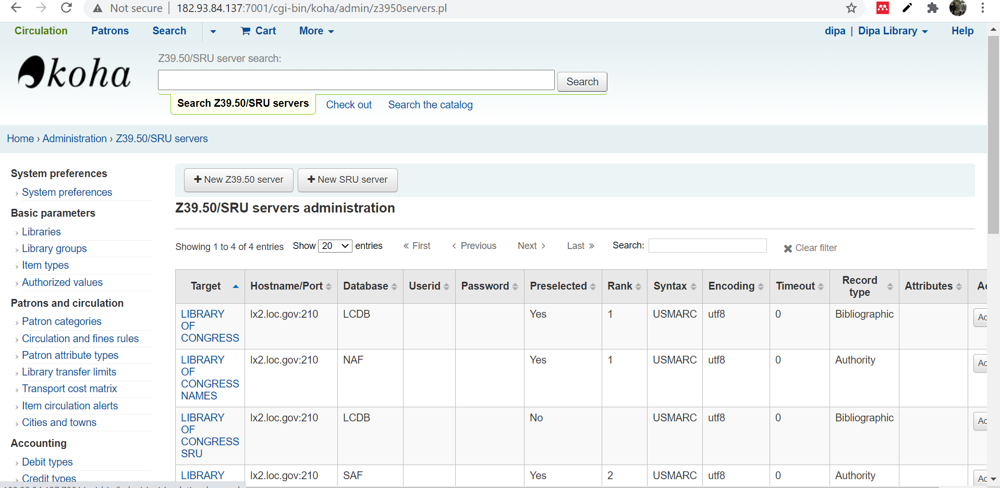 Not secure | 182.93.84.137:7001/cgi-bin/koha/admin/z3950servers.pl
Circulation Patrons Search Cart More dipa | Dipa Library Help
koha
Z39.50/SRU server search:
Search
Search Z39.50/SRU servers Check out Search the catalog
Home › Administration › Z39.50/SRU servers
System preferences
› System preferences
Basic parameters
› Libraries
› Library groups
› Item types
› Authorized values
Patrons and circulation
› Patron categories
› Circulation and fines rules
› Patron attribute types
› Library transfer limits
› Transport cost matrix
› Item circulation alerts
› Cities and towns
Accounting
› Debit types
› Credit types
+ New Z39.50 server + New SRU server
Z39.50/SRU servers administration
Showing 1 to 4 of 4 entries Show 20 entries « First ‹ Previous Next › Last » Search: Clear filter
Target Hostname/Port Database Userid Password Preselected Rank Syntax Encoding Timeout Record type Attributes Ac
LIBRARY OF CONGRESS lx2.loc.gov:210 LCDB Yes 1 USMARC utf8 0 Bibliographic Ac
LIBRARY OF CONGRESS NAMES lx2.loc.gov:210 NAF Yes 1 USMARC utf8 0 Authority Ac
LIBRARY OF CONGRESS SRU lx2.loc.gov:210 LCDB No USMARC utf8 0 Bibliographic Ac
LIBRARY lx2.loc.gov:210 SAF Yes 2 USMARC utf8 0 Authority Ac